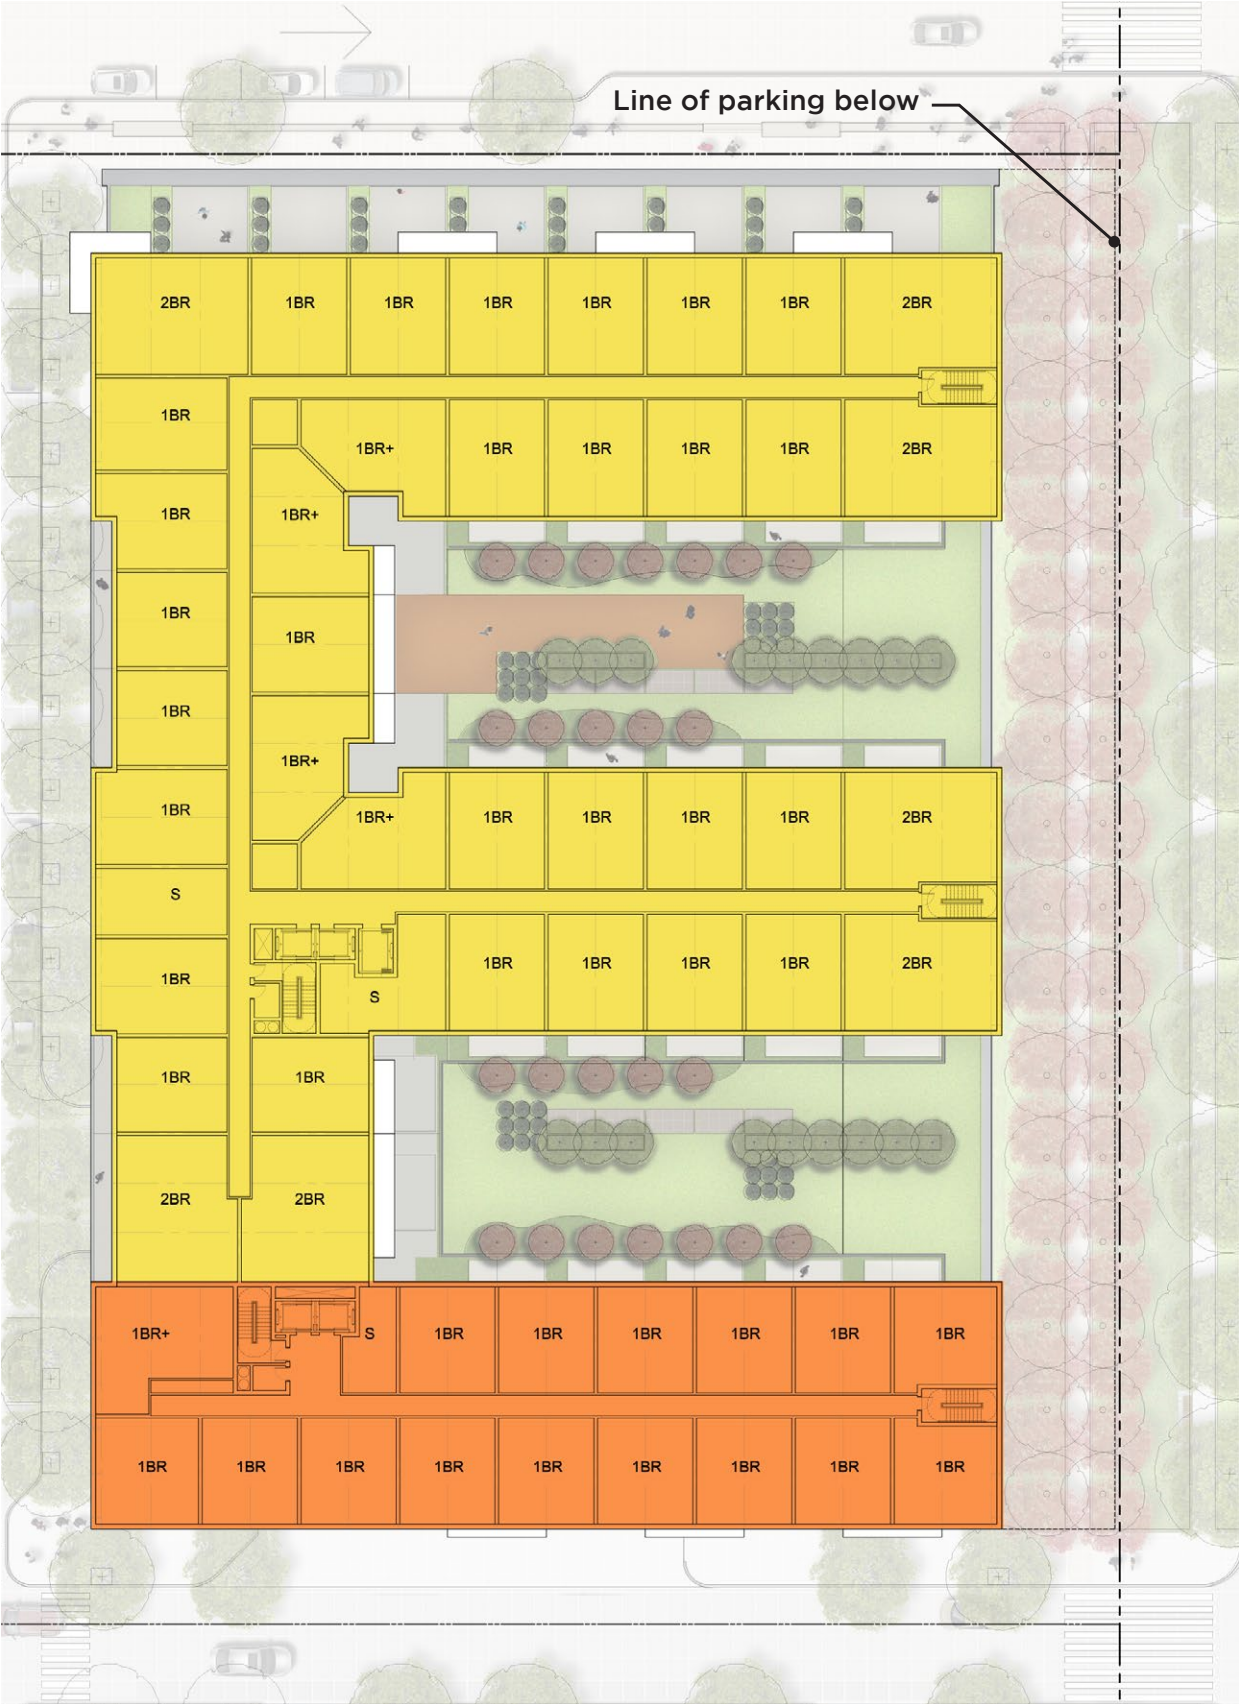 Line of parking below
2BR 1BR 1BR 1BR 1BR 1BR 1BR 2BR
1BR
1BR+ 1BR 1BR 1BR 1BR 2BR
1BR 1BR+
1BR
1BR
1BR
1BR+
1BR 1BR+ 1BR 1BR 1BR 1BR 2BR
S
1BR 1BR 1BR 1BR 1BR 2BR
S
1BR 1BR
2BR 2BR
1BR+ S 1BR 1BR 1BR 1BR 1BR 1BR
1BR 1BR 1BR 1BR 1BR 1BR 1BR 1BR 1BR